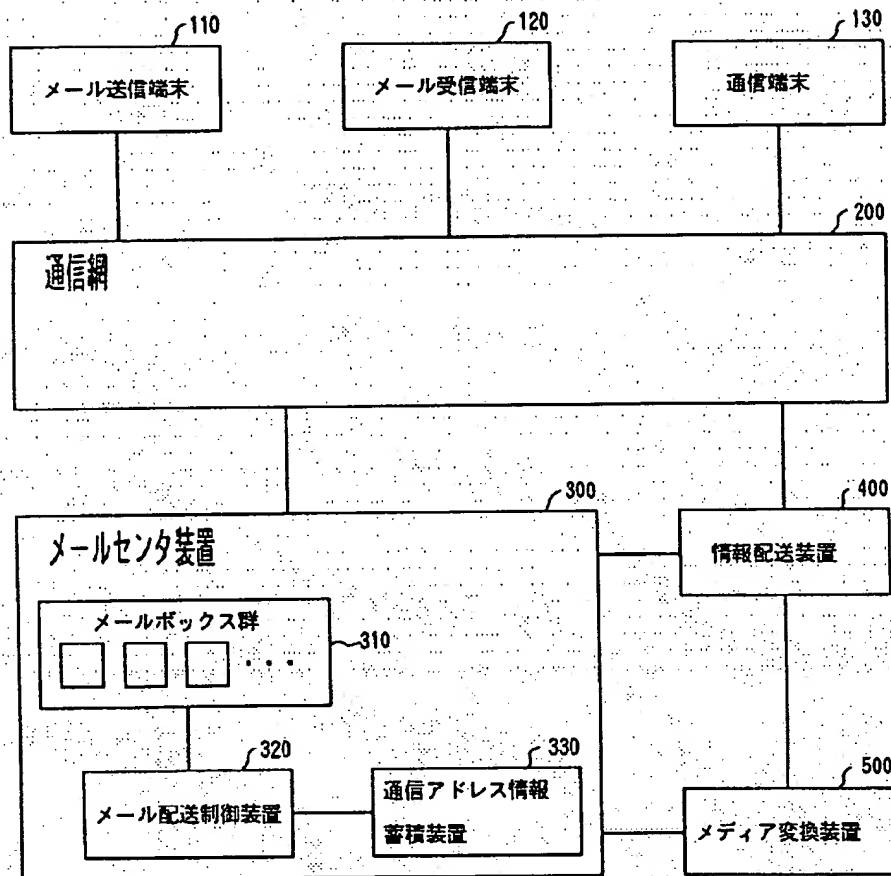 110
120
130
メール送信端末
メール受信端末
通信端末
200
通信網
300
400
メールセンタ装置
情報配送装置
メールボックス群
310
・・・
320
330
500
メール配送制御装置
通信アドレス情報
蓄積装置
メディア変換装置